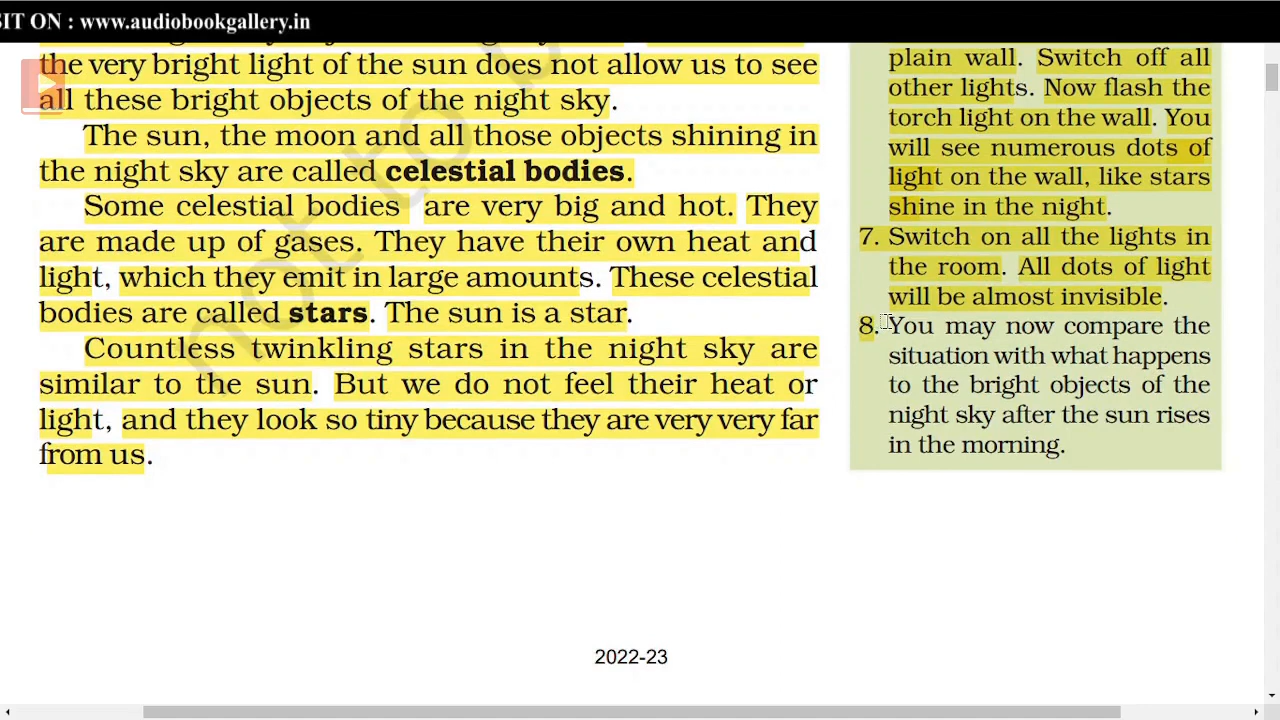 SIT ON : www.audiobookgallery.in
the very bright light of the sun does not allow us to see
all these bright objects of the night sky.
The sun, the moon and all those objects shining in
the night sky are called celestial bodies.
Some celestial bodies are very big and hot. They
are made up of gases. They have their own heat and
light, which they emit in large amounts. These celestial
bodies are called stars. The sun is a star.
Countless twinkling stars in the night sky are
similar to the sun. But we do not feel their heat or
light, and they look so tiny because they are very very far
from us.
plain wall. Switch off all
other lights. Now flash the
torch light on the wall. You
will see numerous dots of
light on the wall, like stars
shine in the night.
7. Switch on all the lights in
the room. All dots of light
will be almost invisible.
8. You may now compare the
situation with what happens
to the bright objects of the
night sky after the sun rises
in the morning.
not to b
2022-23